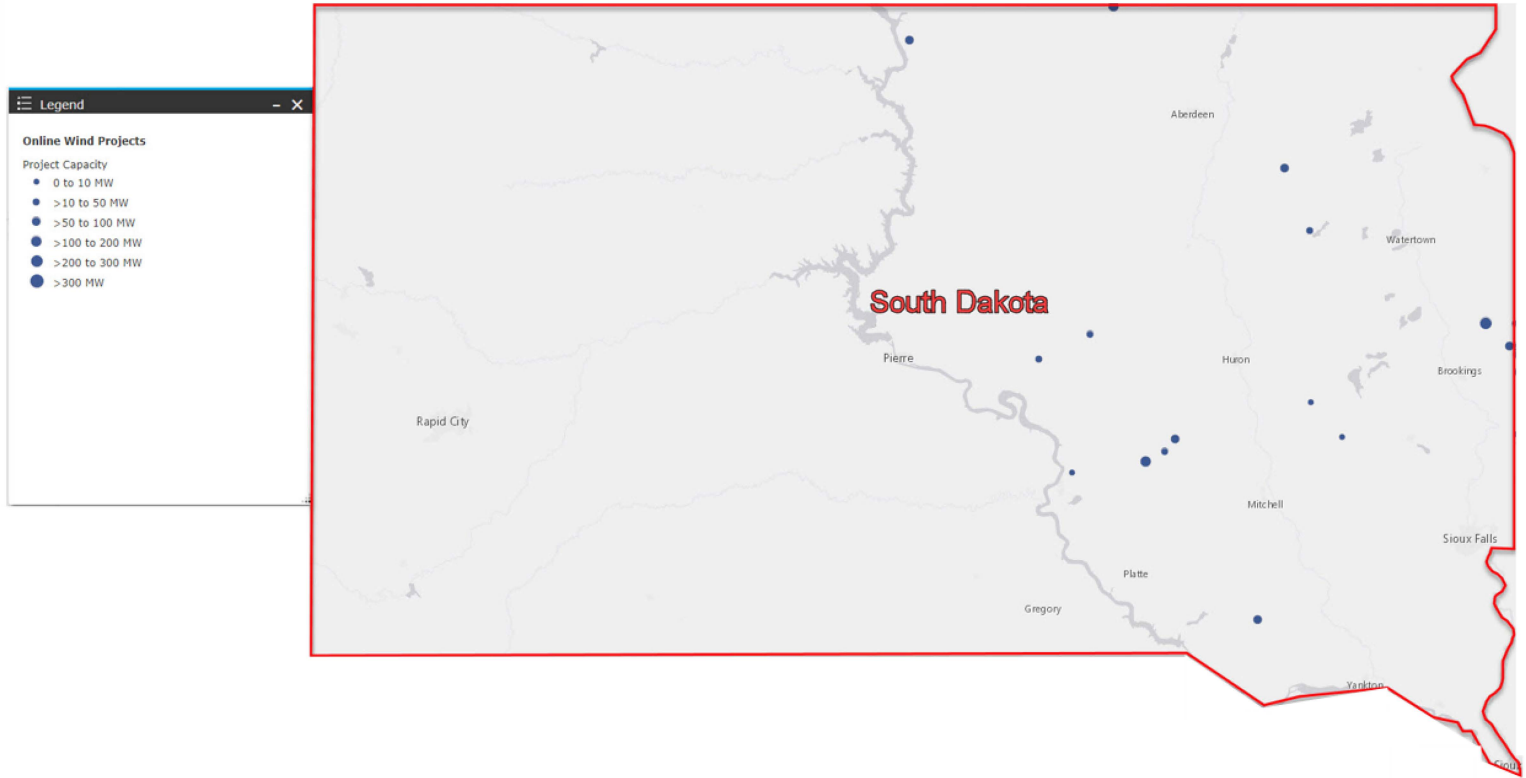 Legend
Online Wind Projects
Project Capacity
0 to 10 MW
>10 to 50 MW
>50 to 100 MW
>100 to 200 MW
>200 to 300 MW
>300 MW
Aberdeen
Watertown
South Dakota
Pierre
Huron
Brookings
Rapid City
Mitchell
Sioux Falls
Platte
Gregory
Yankton
Sioux